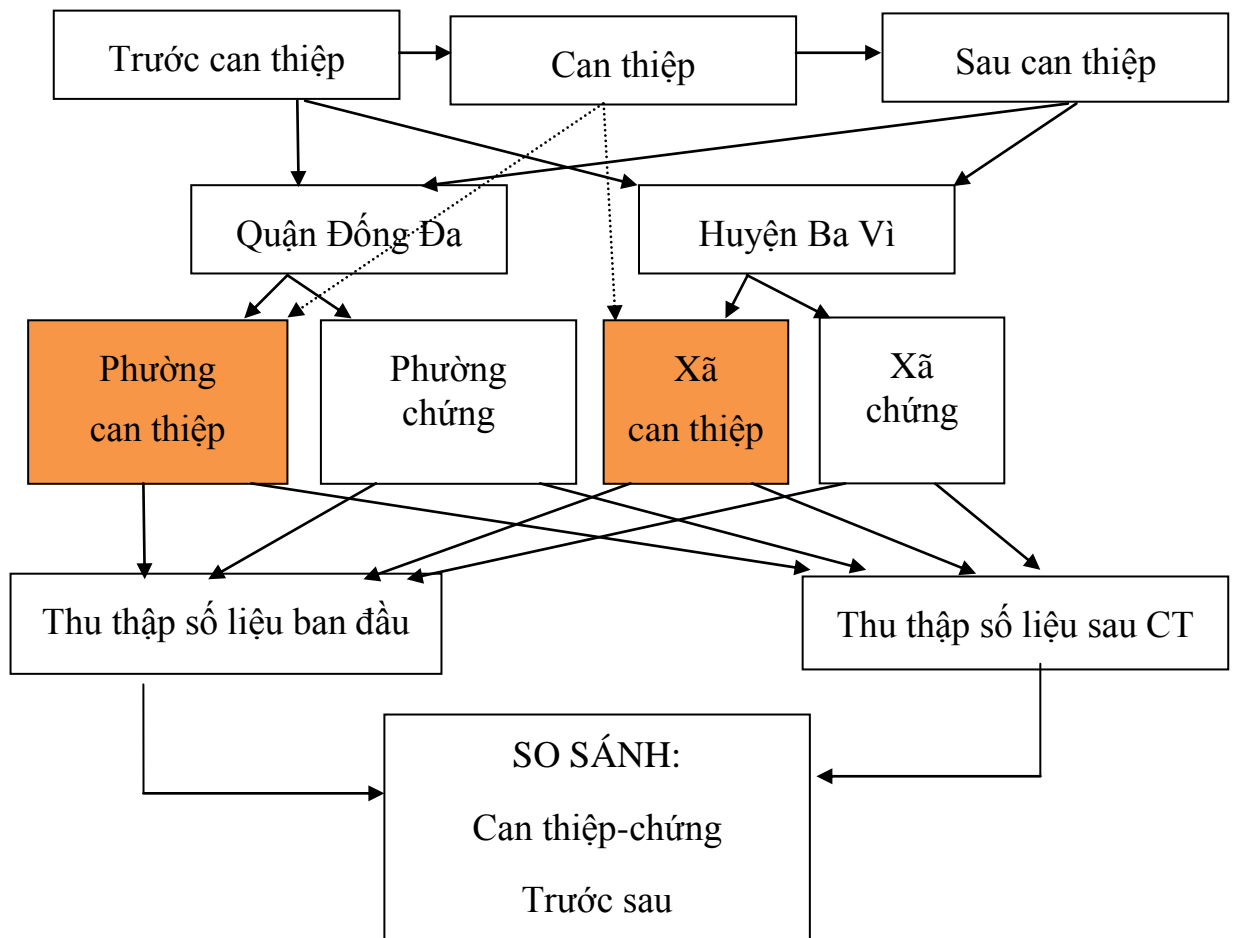 Trước can thiệp
Can thiệp
Sau can thiệp
Quận Đống Đa
Huyện Ba Vì
Phường
can thiệp
Phường
chứng
Xã
can thiệp
Xã
chứng
Thu thập số liệu ban đầu
Thu thập số liệu sau CT
SO SÁNH:
Can thiệp-chứng
Trước sau